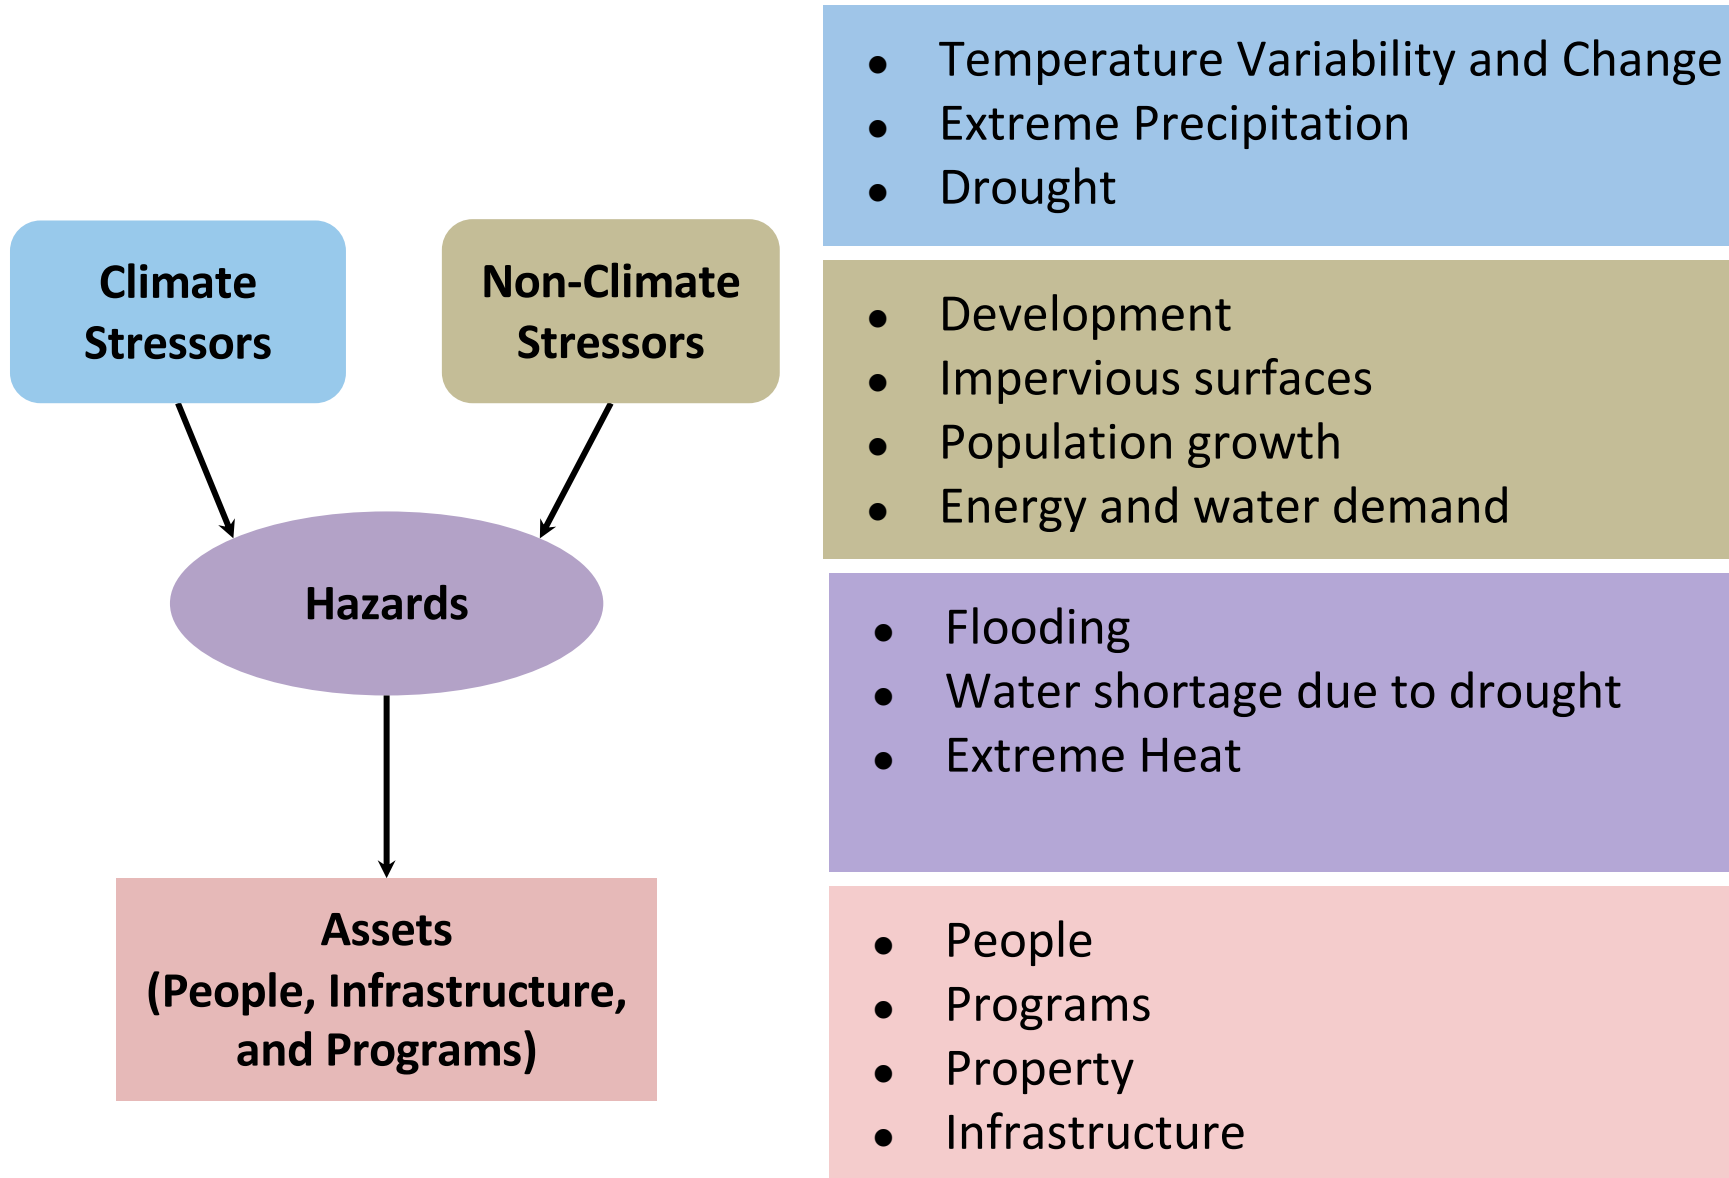 Climate
Stressors
Non-Climate
Stressors
Hazards
Assets
(People, Infrastructure,
and Programs)
● Temperature Variability and Change
● Extreme Precipitation
● Drought
● Development
● Impervious surfaces
● Population growth
● Energy and water demand
● Flooding
● Water shortage due to drought
● Extreme Heat
● People
● Programs
● Property
● Infrastructure